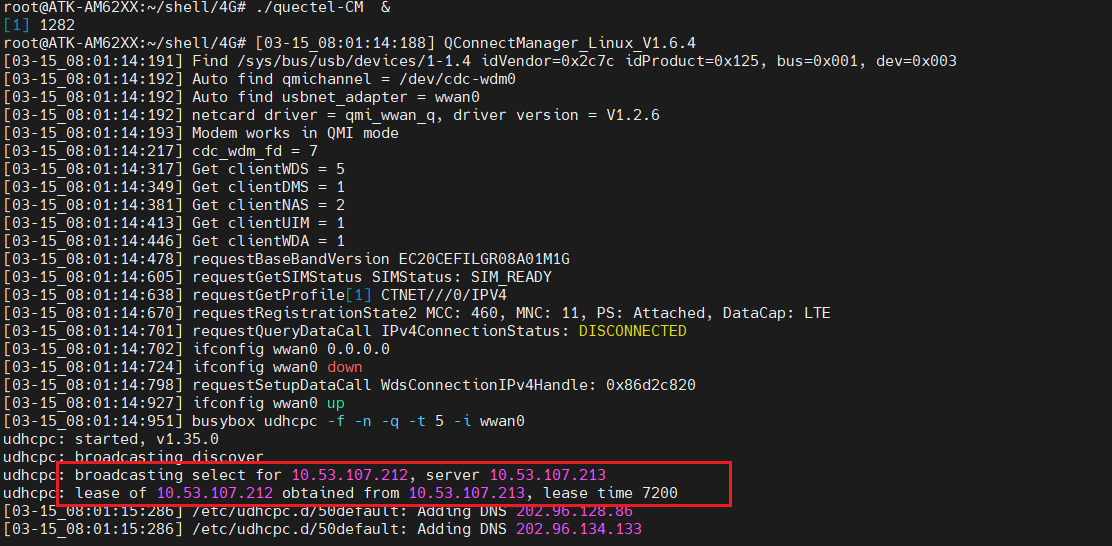 root@ATK-AM62XX:~/shell/4G# ./quectel-CM  &
[1] 1282
root@ATK-AM62XX:~/shell/4G# [03-15_08:01:14:188] QConnectManager_Linux_V1.6.4
[03-15_08:01:14:191] Find /sys/bus/usb/devices/1-1.4 idVendor=0x2c7c idProduct=0x125, bus=0x001, dev=0x003
[03-15_08:01:14:192] Auto find qmichannel = /dev/cdc-wdm0
[03-15_08:01:14:192] Auto find usbnet_adapter = wwan0
[03-15_08:01:14:192] netcard driver = qmi_wwan_q, driver version = V1.2.6
[03-15_08:01:14:193] Modem works in QMI mode
[03-15_08:01:14:217] cdc_wdm_fd = 7
[03-15_08:01:14:317] Get clientWDS = 5
[03-15_08:01:14:349] Get clientDMS = 1
[03-15_08:01:14:381] Get clientNAS = 2
[03-15_08:01:14:413] Get clientUIM = 1
[03-15_08:01:14:446] Get clientWDA = 1
[03-15_08:01:14:478] requestBaseBandVersion EC20CEFILGR08A01M1G
[03-15_08:01:14:605] requestGetSIMStatus SIMStatus: SIM_READY
[03-15_08:01:14:638] requestGetProfile[1] CTNET///0/IPV4
[03-15_08:01:14:670] requestRegistrationState2 MCC: 460, MNC: 11, PS: Attached, DataCap: LTE
[03-15_08:01:14:701] requestQueryDataCall IPv4ConnectionStatus: DISCONNECTED
[03-15_08:01:14:702] ifconfig wwan0 0.0.0.0
[03-15_08:01:14:724] ifconfig wwan0 down
[03-15_08:01:14:798] requestSetupDataCall WdsConnectionIPv4Handle: 0x86d2c820
[03-15_08:01:14:927] ifconfig wwan0 up
[03-15_08:01:14:951] busybox udhcpc -f -n -q -t 5 -i wwan0
udhcpc: started, v1.35.0
udhcpc: broadcasting discover
udhcpc: broadcasting select for 10.53.107.212, server 10.53.107.213
udhcpc: lease of 10.53.107.212 obtained from 10.53.107.213, lease time 7200
[03-15_08:01:15:286] /etc/udhcpc.d/50default: Adding DNS 202.96.128.86
[03-15_08:01:15:286] /etc/udhcpc.d/50default: Adding DNS 202.96.134.133